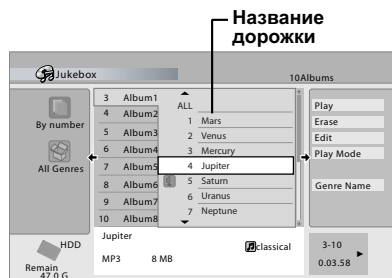 Название
дорожки
Jukebox
10Albums
By number
All Genres
3 Album1
4 Album2
5 Album3
6 Album4
7 Album5
8 Album6
9 Album7
10 Album8
ALL
1 Mars
2 Venus
3 Mercury
4 Jupiter
5 Saturn
6 Uranus
7 Neptune
Play
Erase
Edit
Play Mode
Genre Name
HDD
Remain
47.0 G
Jupiter
MP3 8 MB
classical
3-10
0.03.58